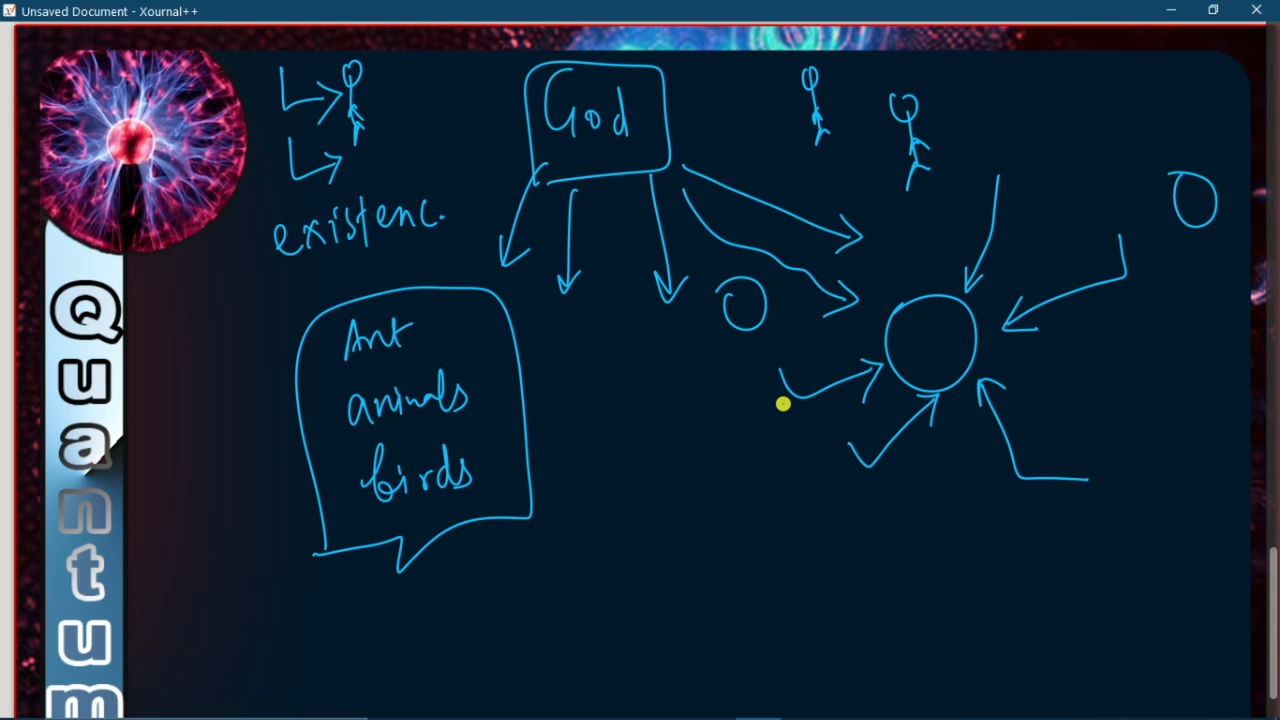 Unsaved Document - Xournal++
God
existenc.
Ant
animals
birds
Quantum